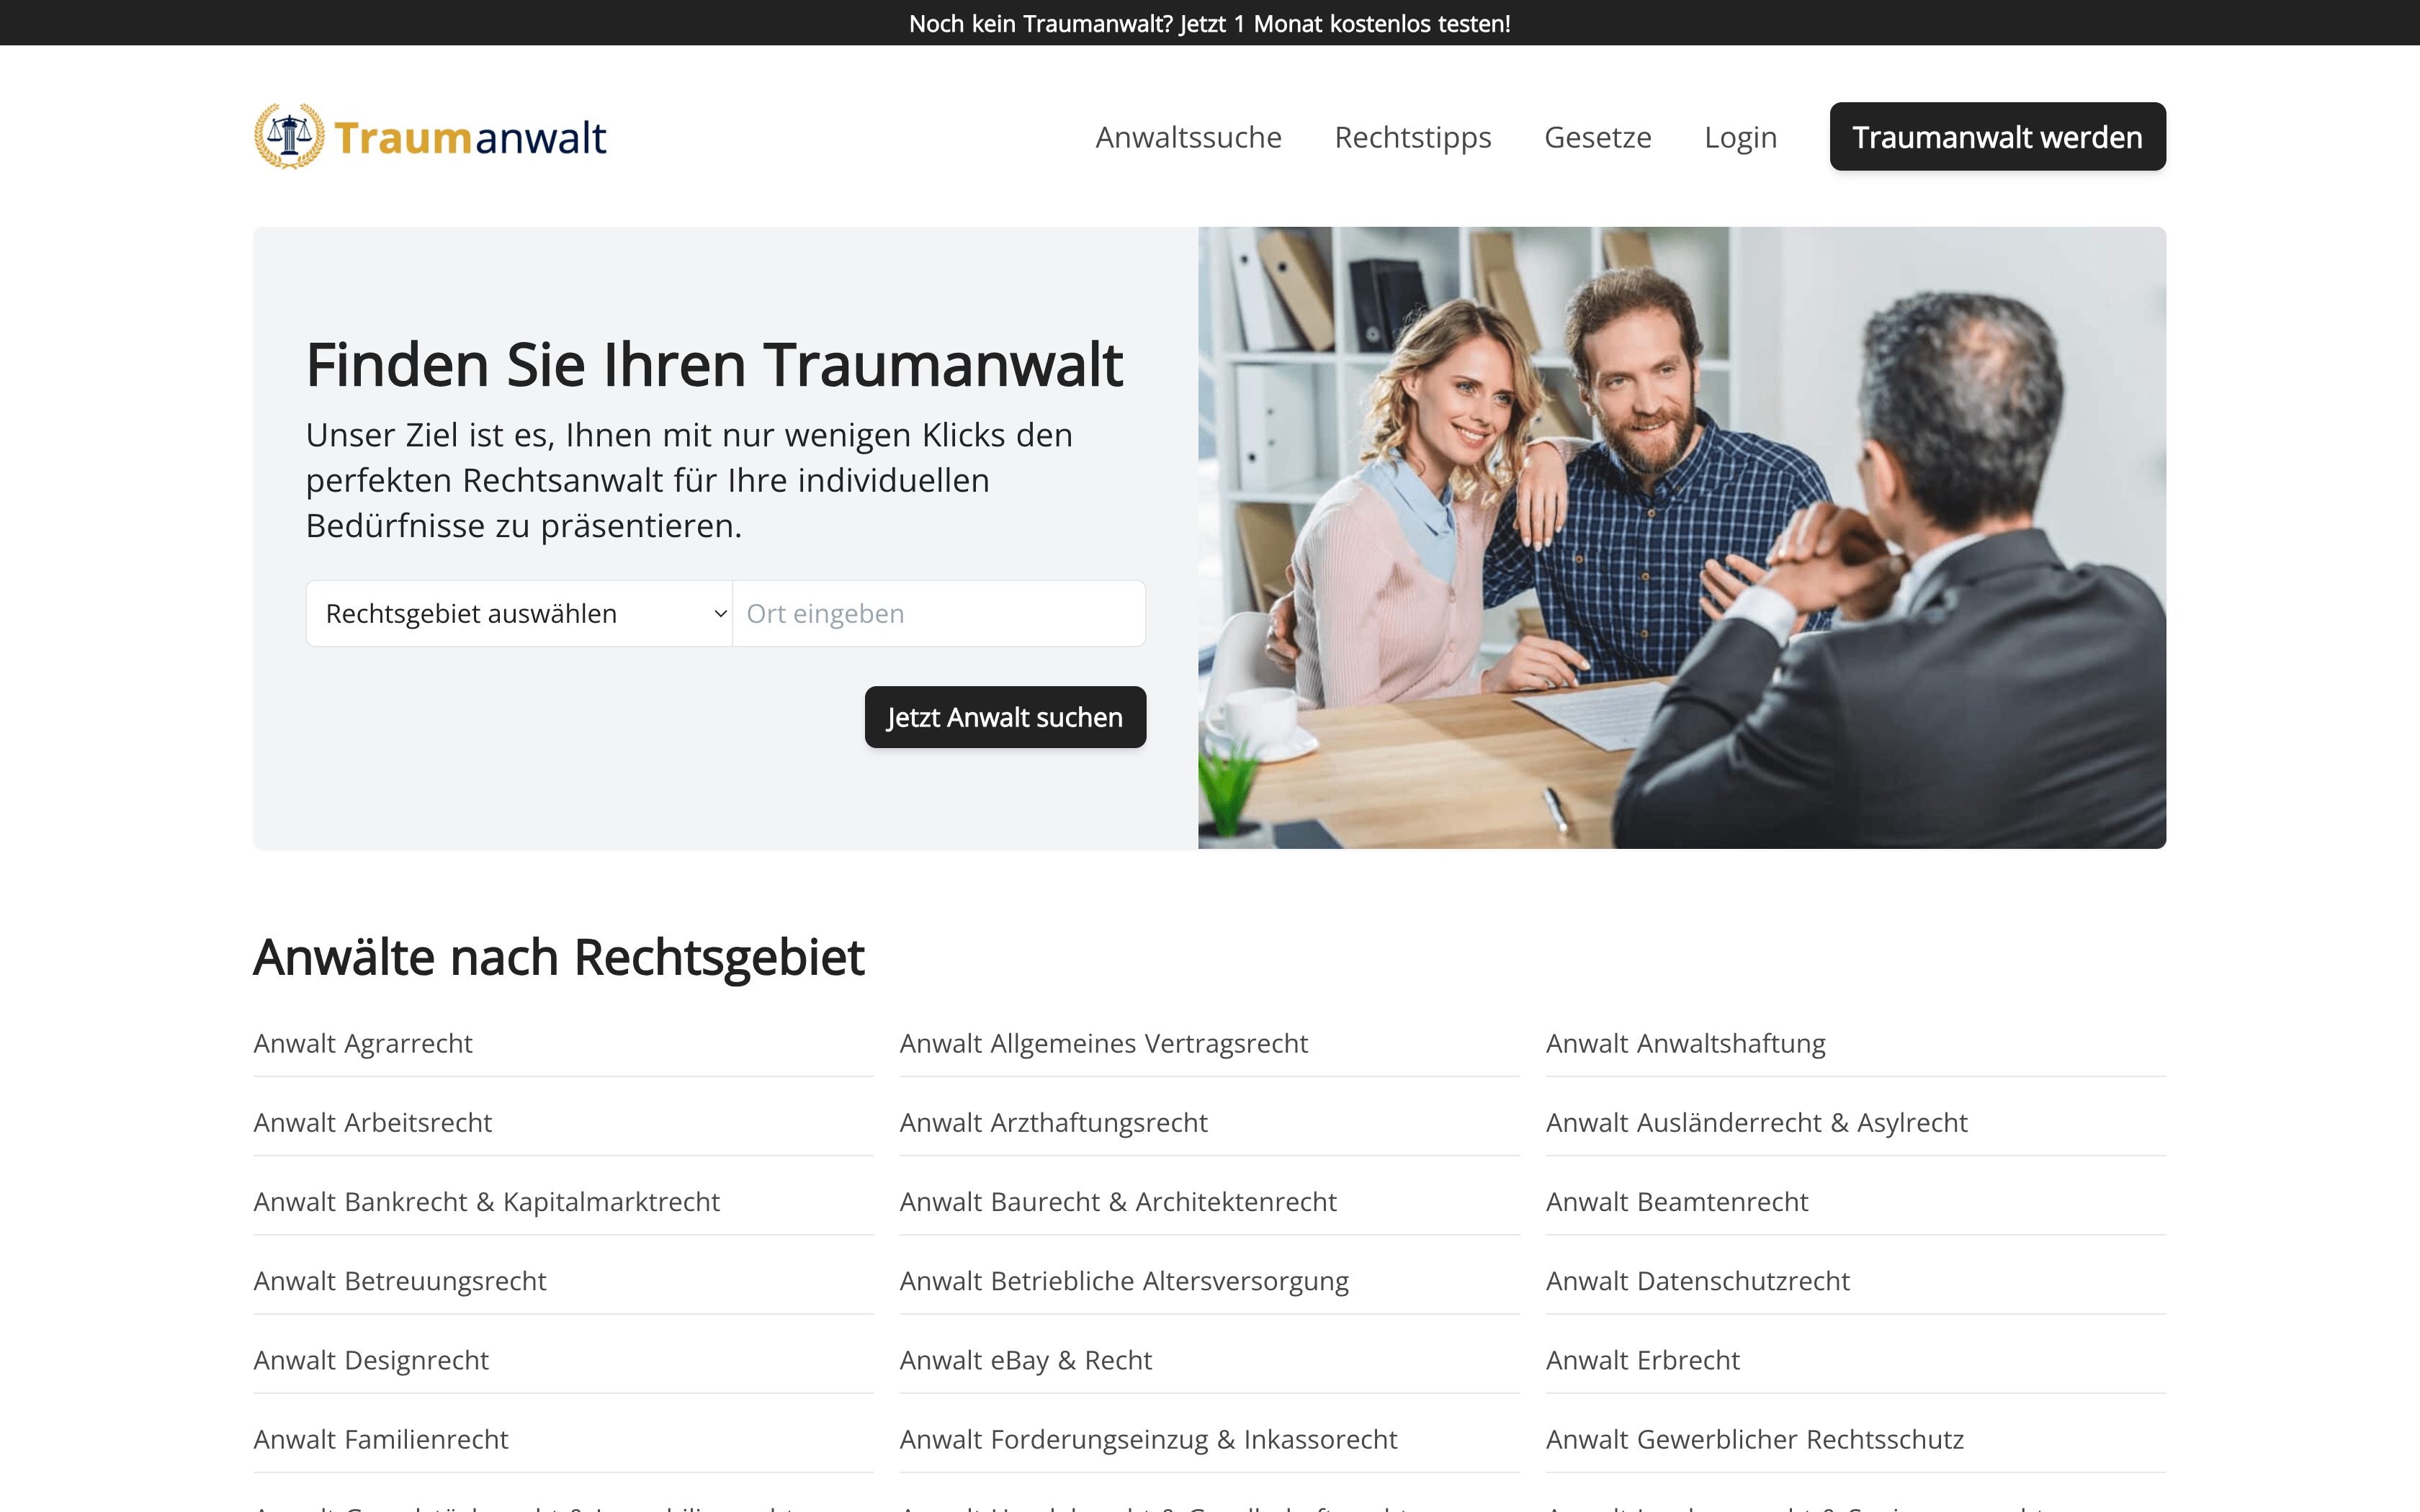 Noch kein Traumanwalt? Jetzt 1 Monat kostenlos testen!
Traumanwalt
Anwaltssuche
Rechtstipps
Gesetze
Login
Traumanwalt werden
Finden Sie Ihren Traumanwalt
Unser Ziel ist es, Ihnen mit nur wenigen Klicks den
perfekten Rechtsanwalt für Ihre individuellen
Bedürfnisse zu präsentieren.
Rechtsgebiet auswählen
Ort eingeben
Jetzt Anwalt suchen
Anwälte nach Rechtsgebiet
Anwalt Agrarrecht
Anwalt Allgemeines Vertragsrecht
Anwalt Anwaltshaftung
Anwalt Arbeitsrecht
Anwalt Arzthaftungsrecht
Anwalt Ausländerrecht & Asylrecht
Anwalt Bankrecht & Kapitalmarktrecht
Anwalt Baurecht & Architektenrecht
Anwalt Beamtenrecht
Anwalt Betreuungsrecht
Anwalt Betriebliche Altersversorgung
Anwalt Datenschutzrecht
Anwalt Designrecht
Anwalt eBay & Recht
Anwalt Erbrecht
Anwalt Familienrecht
Anwalt Forderungseinzug & Inkassorecht
Anwalt Gewerblicher Rechtsschutz